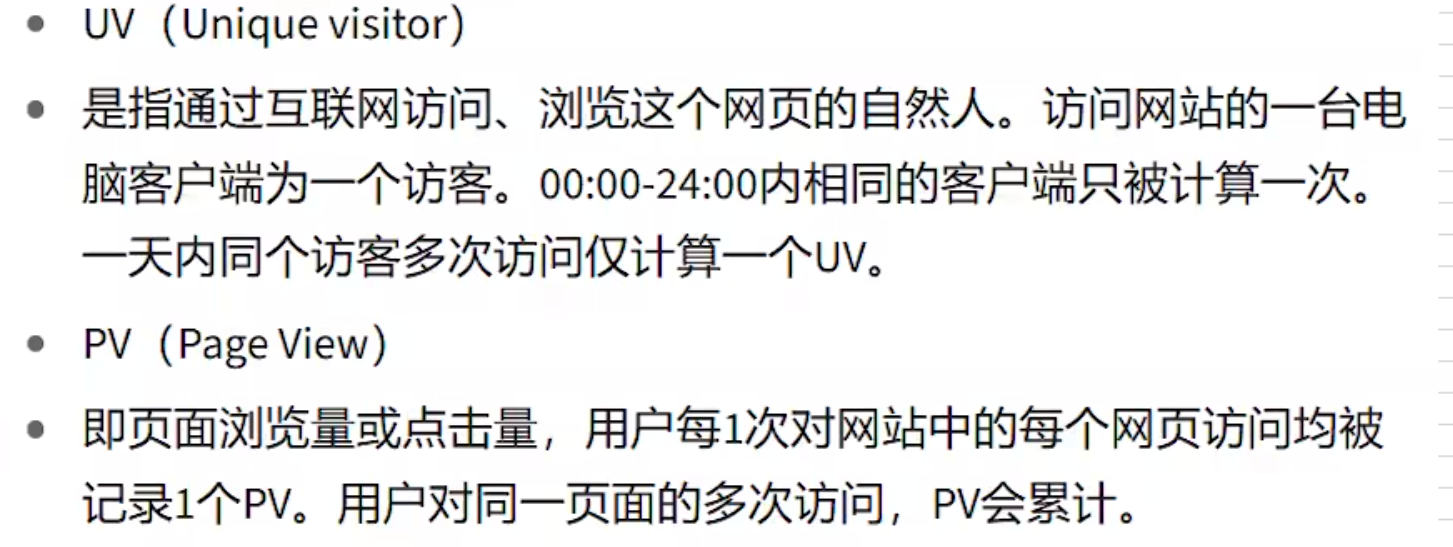 UV（Unique visitor）
是指通过互联网访问、浏览这个网页的自然人。访问网站的一台电
脑客户端为一个访客。00:00-24:00内相同的客户端只被计算一次。
一天内同个访客多次访问仅计算一个UV。
PV（Page View）
即页面浏览量或点击量，用户每1次对网站中的每个网页访问均被
记录1个PV。用户对同一页面的多次访问，PV会累计。